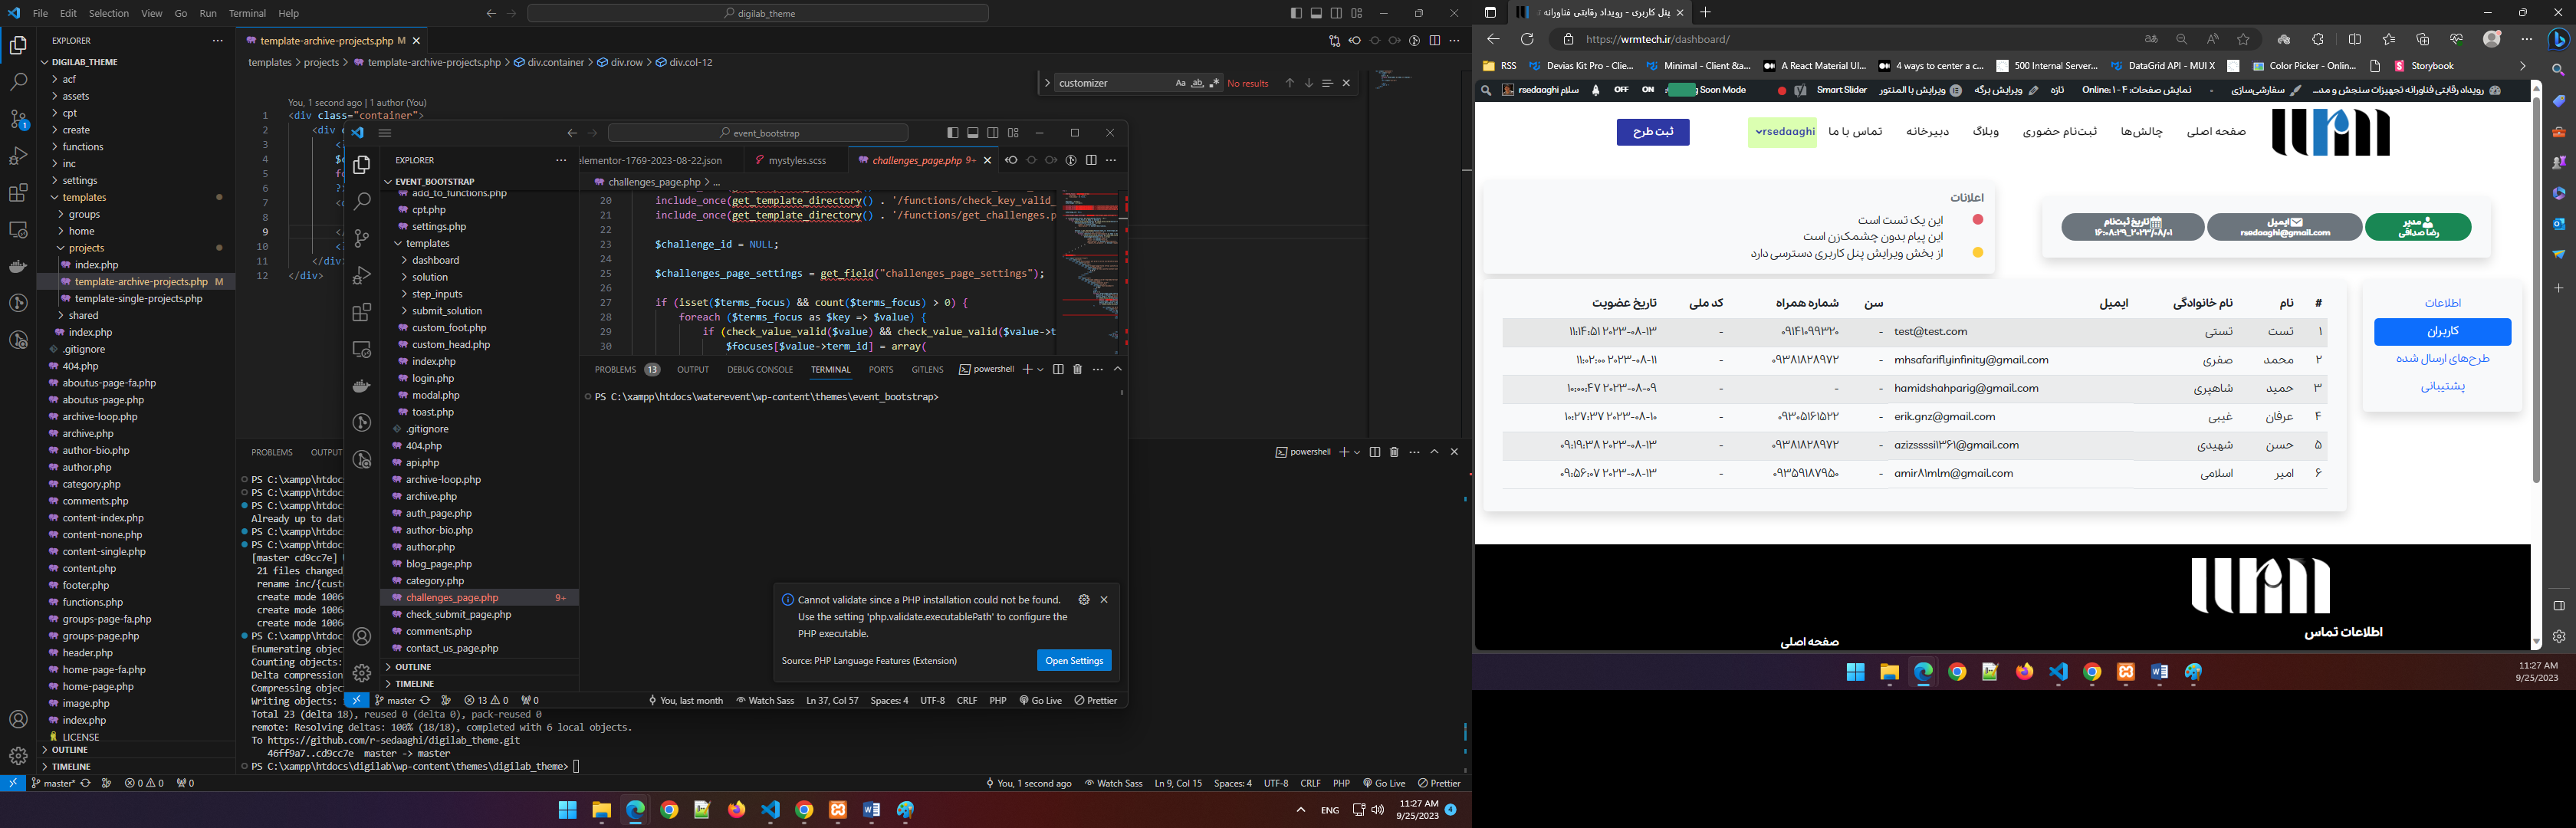 File Edit Selection View Go Run Terminal Help
digilab_theme
EXPLORER
DIGILAB_THEME
acf
assets
cpt
create
functions
inc
settings
templates
groups
home
projects
index.php
template-archive-projects.php M
template-single-projects.php
shared
index.php
.gitignore
404.php
aboutus-page-fa.php
aboutus-page.php
archive-loop.php
archive.php
author-bio.php
author.php
category.php
comments.php
content-index.php
content-none.php
content-single.php
content.php
footer.php
functions.php
groups-page-fa.php
groups-page.php
header.php
home-page-fa.php
home-page.php
image.php
index.php
LICENSE
OUTLINE
TIMELINE
template-archive-projects.php M
templates > projects > template-archive-projects.php > div.container > div.row > div.col-12
customizer
No results
You, 1 second ago | 1 author (You)
1 <div class="container">
2 <div
3
4
5
6
7
8
9
10
11 </div>
12 </div>
PROBLEMS OUTPUT
powershell
PS C:\xampp\htdocs
PS C:\xampp\htdocs
PS C:\xampp\htdocs
Already up to date
PS C:\xampp\htdocs
PS C:\xampp\htdocs
[master cd9cc7e]
21 files changed
rename inc/{custo
create mode 10064
create mode 10064
create mode 10064
PS C:\xampp\htdocs
Enumerating object
Counting objects:
Delta compression
Compressing object
Writing objects:
Total 23 (delta 18), reused 0 (delta 0), pack-reused 0
remote: Resolving deltas: 100% (18/18), completed with 6 local objects.
To https://github.com/r-sedaaghi/digilab_theme.git
46ff9a7..cd9cc7e master -> master
PS C:\xampp\htdocs\digilab\wp-content\themes\digilab_theme>
master* 0 0 0
You, 1 second ago Watch Sass Ln 9, Col 15 Spaces: 4 UTF-8 CRLF PHP Go Live Prettier
ENG 11:27 AM
9/25/2023 4
event_bootstrap
EXPLORER
EVENT_BOOTSTRAP
add_to_functions.php
cpt.php
settings.php
templates
dashboard
solution
step_inputs
submit_solution
custom_foot.php
custom_head.php
index.php
login.php
modal.php
toast.php
.gitignore
404.php
api.php
archive-loop.php
archive.php
auth_page.php
author-bio.php
author.php
blog_page.php
category.php
challenges_page.php 9+
check_submit_page.php
comments.php
contact_us_page.php
OUTLINE
TIMELINE
elementor-1769-2023-08-22.json mystyles.scss challenges_page.php 9+
challenges_page.php > ...
20 include_once(get_template_directory() . '/functions/check_key_valid_
21 include_once(get_template_directory() . '/functions/get_challenges.p
22
23 $challenge_id = NULL;
24
25 $challenges_page_settings = get_field("challenges_page_settings");
26
27 if (isset($terms_focus) && count($terms_focus) > 0) {
28 foreach ($terms_focus as $key => $value) {
29 if (check_value_valid($value) && check_value_valid($value->t
30 $focuses[$value->term_id] = array(
PROBLEMS 13 OUTPUT DEBUG CONSOLE TERMINAL PORTS GITLENS powershell
PS C:\xampp\htdocs\waterevent\wp-content\themes\event_bootstrap>
Cannot validate since a PHP installation could not be found.
Use the setting 'php.validate.executablePath' to configure the
PHP executable.
Source: PHP Language Features (Extension) Open Settings
master 13 0 0
You, last month Watch Sass Ln 37, Col 57 Spaces: 4 UTF-8 CRLF PHP Go Live Prettier
پنل کاربری - رویداد رقابتی فناورانه
https://wrmtech.ir/dashboard/
RSS Devias Kit Pro - Clie... Minimal - Client &a... A React Material UI... 4 ways to center a c... 500 Internal Server... DataGrid API - MUI X Color Picker - Onlin... Storybook
رویداد رقابتی فناورانه تجهیزات سنجش و مد... سفارشی‌سازی نمایش صفحات: ۴ - ۱ :Online تازه ویرایش برگه ویرایش با المنتور Smart Slider g Soon Mode ON OFF سلام rsedaaghi
صفحه اصلی چالش‌ها ثبت‌نام حضوری وبلاگ دبیرخانه تماس با ما rsedaaghi ثبت طرح
مدیر
رضا صداقی
ایمیل
rsedaaghi@gmail.com
تاریخ ثبت‌نام
۲۰۲۳/۰۸/۰۱_۱۶:۰۸:۲۹
اعلانات
این یک تست است
این پیام بدون چشمک‌زن است
از بخش ویرایش پنل کاربری دسترسی دارد
اطلاعات
کاربران
طرح‌های ارسال شده
پشتیبانی
# نام نام خانوادگی ایمیل سن شماره همراه کد ملی تاریخ عضویت
۱ تست تستی test@test.com - ۰۹۱۴۱۰۹۹۳۲۰ - ۲۰۲۳-۰۸-۱۳ ۱۱:۱۴:۵۱
۲ محمد صفری mhsafariflyinfinity@gmail.com - ۰۹۳۸۱۸۲۸۹۷۲ - ۲۰۲۳-۰۸-۱۱ ۱۱:۰۲:۰۰
۳ حمید شاهپری hamidshahparig@gmail.com - - - ۲۰۲۳-۰۸-۰۹ ۱۰:۰۰:۴۷
۴ عرفان غیبی erik.gnz@gmail.com - ۰۹۳۰۵۱۶۱۵۲۲ - ۲۰۲۳-۰۸-۱۰ ۱۰:۲۷:۳۷
۵ حسن شهیدی azizssssi۱۳۶۱@gmail.com - ۰۹۳۸۱۸۲۸۹۷۲ - ۲۰۲۳-۰۸-۱۳ ۰۹:۱۹:۳۸
۶ امیر اسلامی amir۸۱mlm@gmail.com - ۰۹۳۵۹۱۸۷۹۵۰ - ۲۰۲۳-۰۸-۱۳ ۰۹:۵۶:۰۷
اطلاعات تماس
صفحه اصلی
11:27 AM
9/25/2023